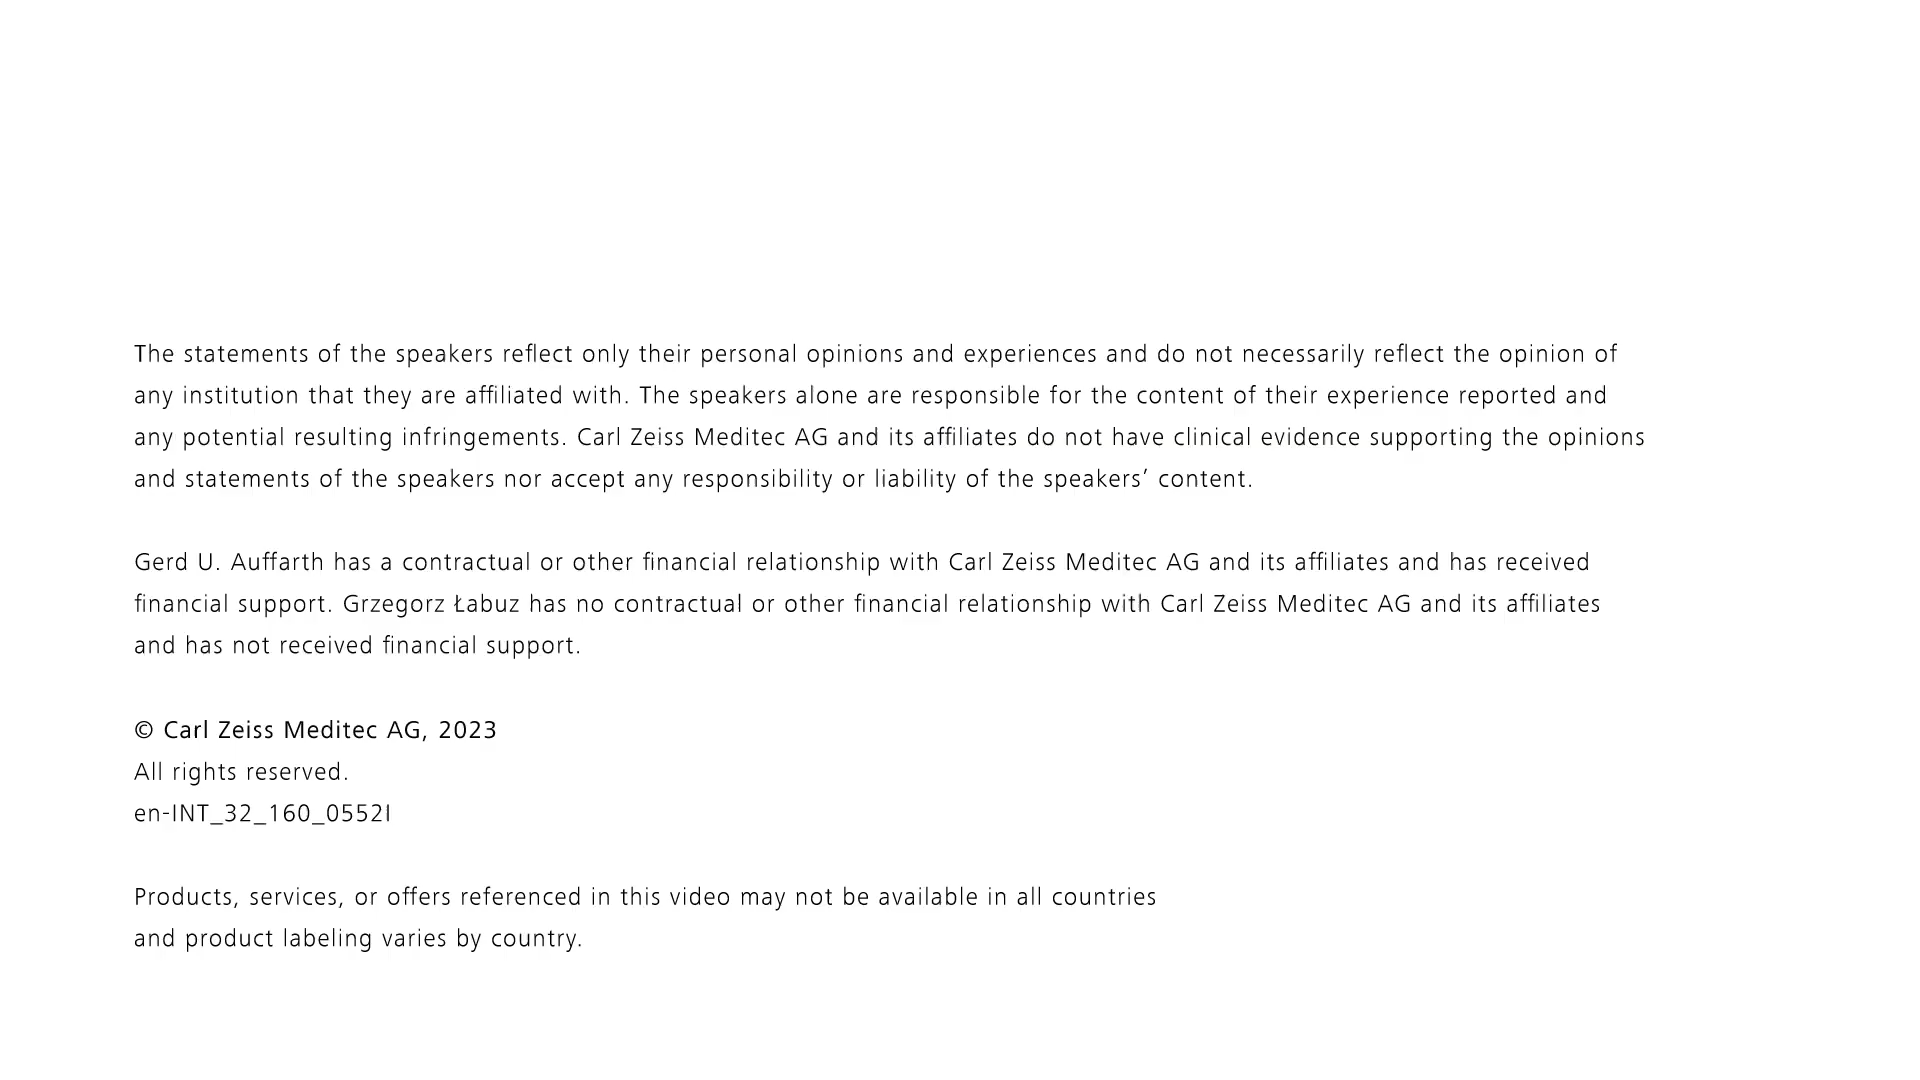 The statements of the speakers reflect only their personal opinions and experiences and do not necessarily reflect the opinion of
any institution that they are affiliated with. The speakers alone are responsible for the content of their experience reported and
any potential resulting infringements. Carl Zeiss Meditec AG and its affiliates do not have clinical evidence supporting the opinions
and statements of the speakers nor accept any responsibility or liability of the speakers’ content.
Gerd U. Auffarth has a contractual or other financial relationship with Carl Zeiss Meditec AG and its affiliates and has received
financial support. Grzegorz Łabuz has no contractual or other financial relationship with Carl Zeiss Meditec AG and its affiliates
and has not received financial support.
© Carl Zeiss Meditec AG, 2023
All rights reserved.
en-INT_32_160_0552I
Products, services, or offers referenced in this video may not be available in all countries
and product labeling varies by country.